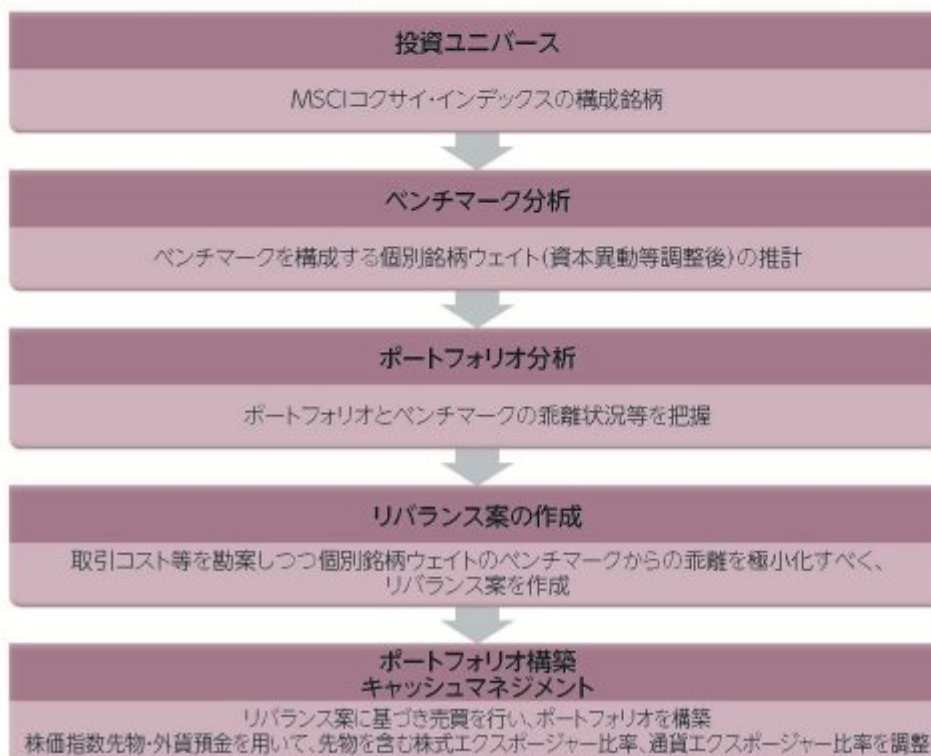 投資ユニバース
MSCIコクサイ・インデックスの構成銘柄
ベンチマーク分析
ベンチマークを構成する個別銘柄ウェイト(資本異動等調整後)の推計
ポートフォリオ分析
ポートフォリオとベンチマークの乖離状況等を把握
リバランス案の作成
取引コスト等を勘案しつつ個別銘柄ウェイトのベンチマークからの乖離を極小化すべく、
リバランス案を作成
ポートフォリオ構築
キャッシュマネジメント
リバランス案に基づき売買を行い、ポートフォリオを構築
株価指数先物・外貨預金を用いて、先物を含む株式エクスポージャー比率、通貨エクスポージャー比率を調整